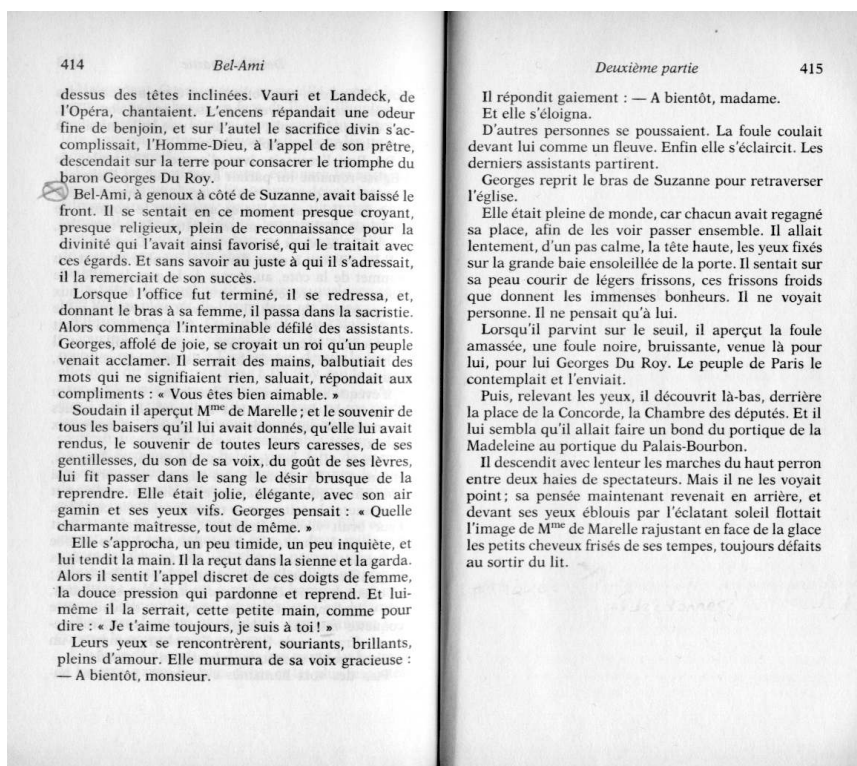 414
Bel-Ami
dessus des têtes inclinées. Vauri et Landeck, de
l'Opéra, chantaient. L'encens répandait une odeur
fine de benjoin, et sur l'autel le sacrifice divin s'ac-
complissait, l'Homme-Dieu, à l'appel de son prêtre,
descendait sur la terre pour consacrer le triomphe du
baron Georges Du Roy.
Bel-Ami, à genoux à côté de Suzanne, avait baissé le
front. Il se sentait en ce moment presque croyant,
presque religieux, plein de reconnaissance pour la
divinité qui l'avait ainsi favorisé, qui le traitait avec
ces égards. Et sans savoir au juste à qui il s'adressait,
il la remerciait de son succès.
Lorsque l'office fut terminé, il se redressa, et,
donnant le bras à sa femme, il passa dans la sacristie.
Alors commença l'interminable défilé des assistants.
Georges, affolé de joie, se croyait un roi qu'un peuple
venait acclamer. Il serrait des mains, balbutiait des
mots qui ne signifiaient rien, saluait, répondait aux
compliments : « Vous êtes bien aimable. »
Soudain il aperçut Mme de Marelle ; et le souvenir de
tous les baisers qu'il lui avait donnés, qu'elle lui avait
rendus, le souvenir de toutes leurs caresses, de ses
gentillesses, du son de sa voix, du goût de ses lèvres,
lui fit passer dans le sang le désir brusque de la
reprendre. Elle était jolie, élégante, avec son air
gamin et ses yeux vifs. Georges pensait : « Quelle
charmante maîtresse, tout de même. »
Elle s'approcha, un peu timide, un peu inquiète, et
lui tendit la main. Il la reçut dans la sienne et la garda.
Alors il sentit l'appel discret de ces doigts de femme,
la douce pression qui pardonne et reprend. Et lui-
même il la serrait, cette petite main, comme pour
dire : « Je t'aime toujours, je suis à toi ! »
Leurs yeux se rencontrèrent, souriants, brillants,
pleins d'amour. Elle murmura de sa voix gracieuse :
— A bientôt, monsieur.
Deuxième partie
415
Il répondit gaiement : — A bientôt, madame.
Et elle s'éloigna.
D'autres personnes se poussaient. La foule coulait
devant lui comme un fleuve. Enfin elle s'éclaircit. Les
derniers assistants partirent.
Georges reprit le bras de Suzanne pour retraverser
l'église.
Elle était pleine de monde, car chacun avait regagné
sa place, afin de les voir passer ensemble. Il allait
lentement, d'un pas calme, la tête haute, les yeux fixés
sur la grande baie ensoleillée de la porte. Il sentait sur
sa peau courir de légers frissons, ces frissons froids
que donnent les immenses bonheurs. Il ne voyait
personne. Il ne pensait qu'à lui.
Lorsqu'il parvint sur le seuil, il aperçut la foule
amassée, une foule noire, bruissante, venue là pour
lui, pour lui Georges Du Roy. Le peuple de Paris le
contemplait et l'enviait.
Puis, relevant les yeux, il découvrit là-bas, derrière
la place de la Concorde, la Chambre des députés. Et il
lui sembla qu'il allait faire un bond du portique de la
Madeleine au portique du Palais-Bourbon.
Il descendit avec lenteur les marches du haut perron
entre deux haies de spectateurs. Mais il ne les voyait
point ; sa pensée maintenant revenait en arrière, et
devant ses yeux éblouis par l'éclatant soleil flottait
l'image de Mme de Marelle rajustant en face de la glace
les petits cheveux frisés de ses tempes, toujours défaits
au sortir du lit.